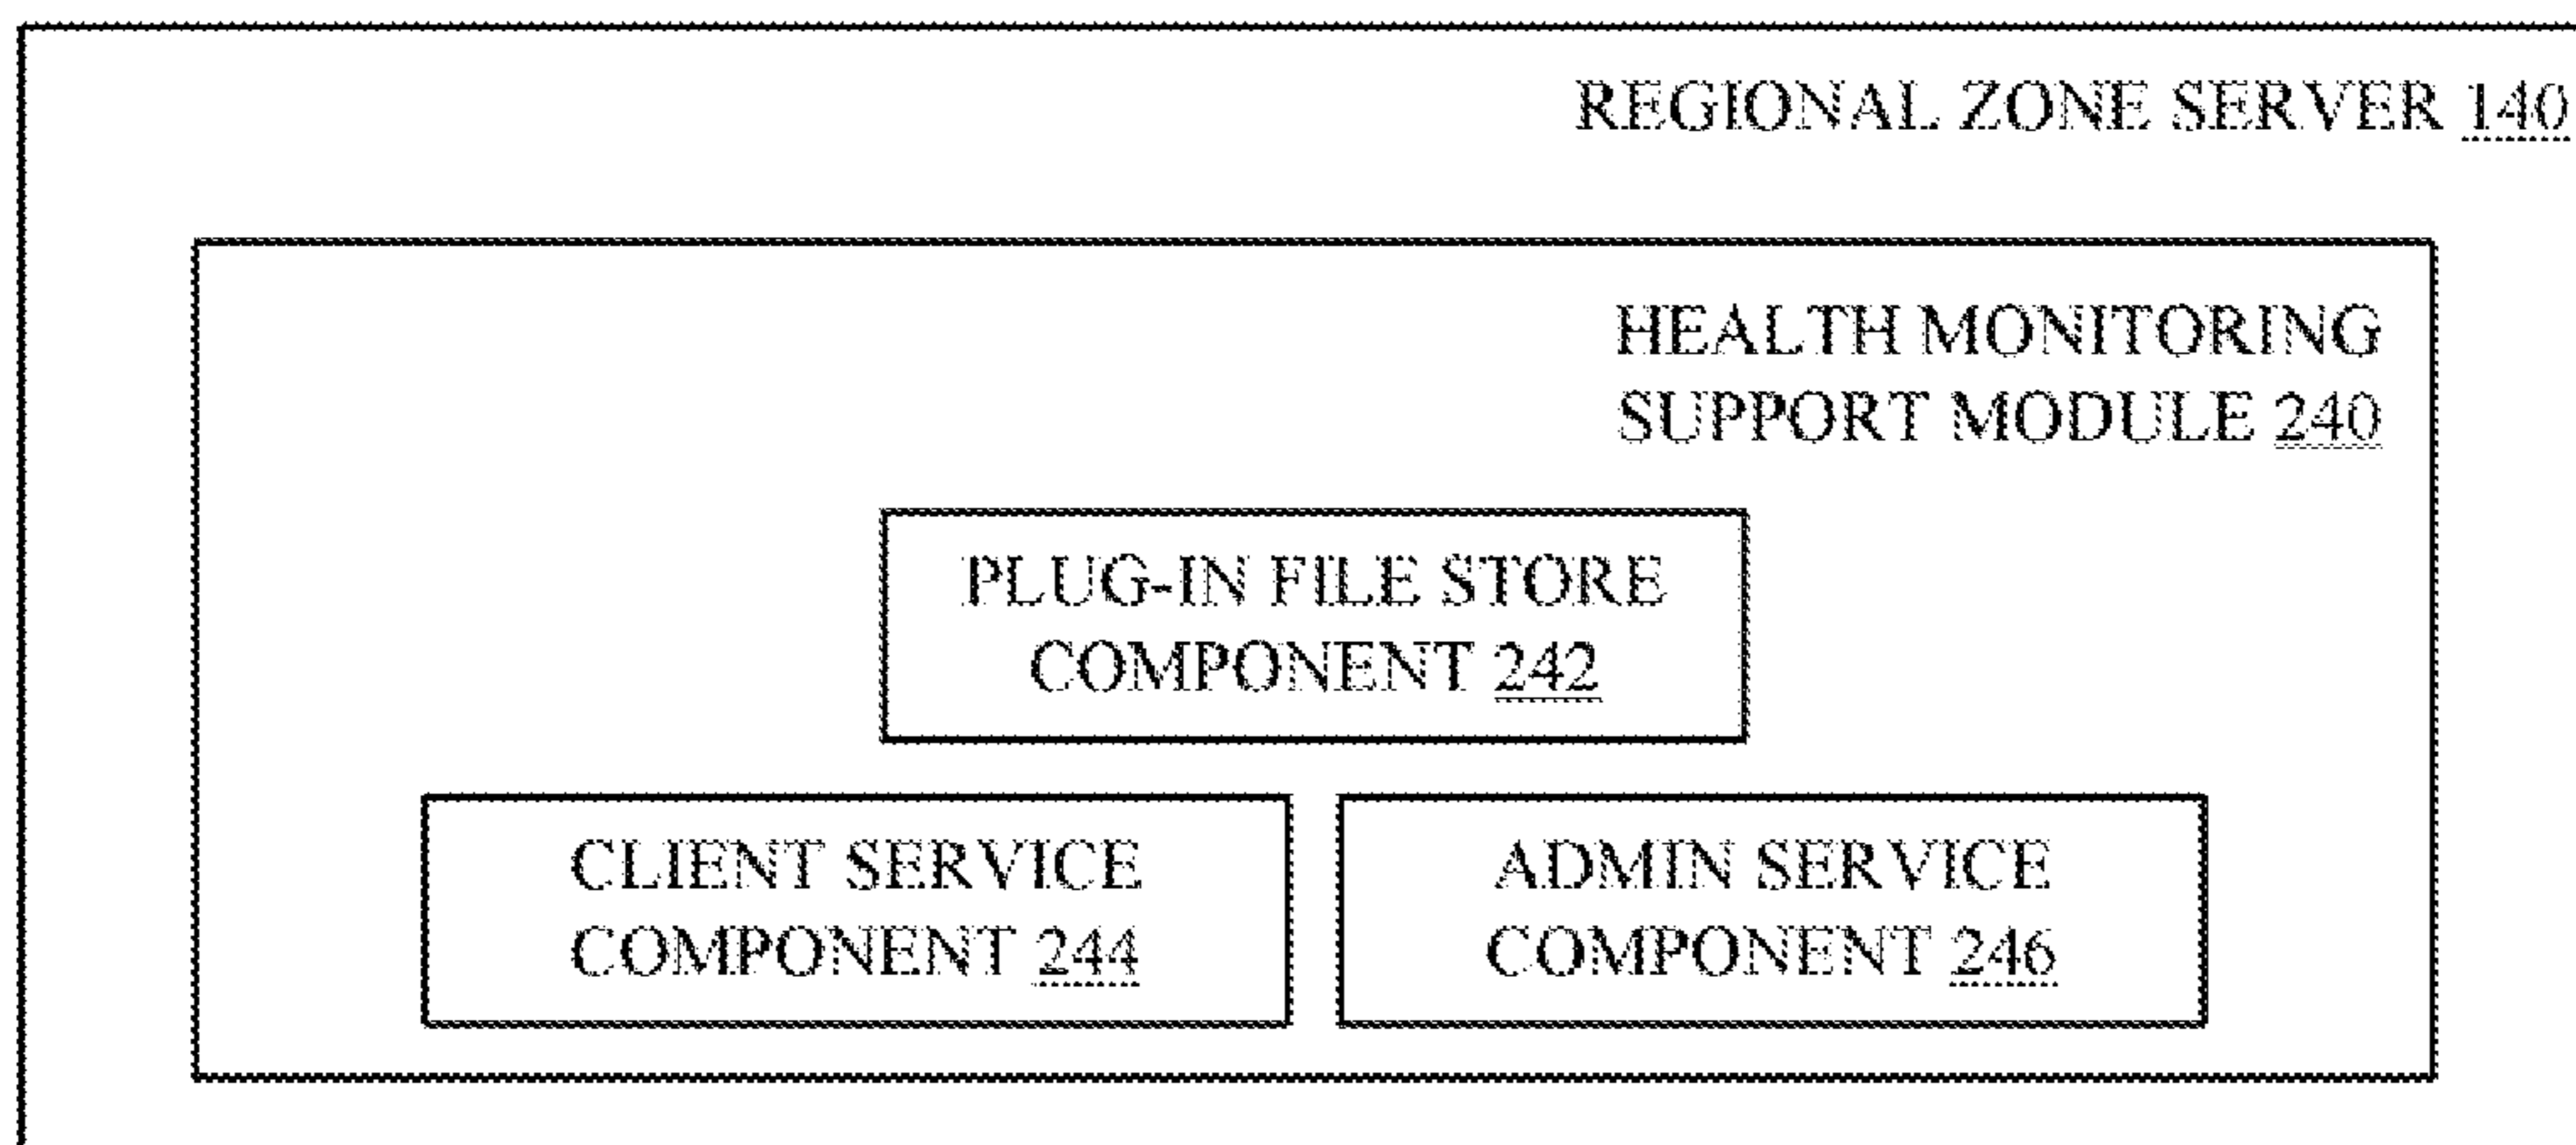 REGIONAL ZONE SERVER 140
HEALTH MONITORING
SUPPORT MODULE 240
PLUG-IN FILE STORE
COMPONENT 242
CLIENT SERVICE
COMPONENT 244
ADMIN SERVICE
COMPONENT 246